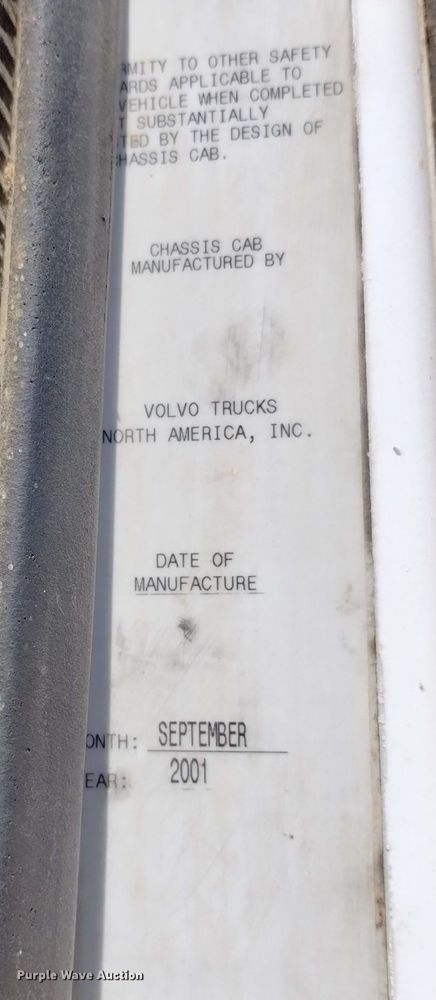 RMITY TO OTHER SAFETY
ARDS APPLICABLE TO
VEHICLE WHEN COMPLETED
T SUBSTANTIALLY
TED BY THE DESIGN OF
CHASSIS CAB.
CHASSIS CAB
MANUFACTURED BY
VOLVO TRUCKS
NORTH AMERICA, INC.
DATE OF
MANUFACTURE
ONTH: SEPTEMBER
EAR: 2001
Purple Wave Auction